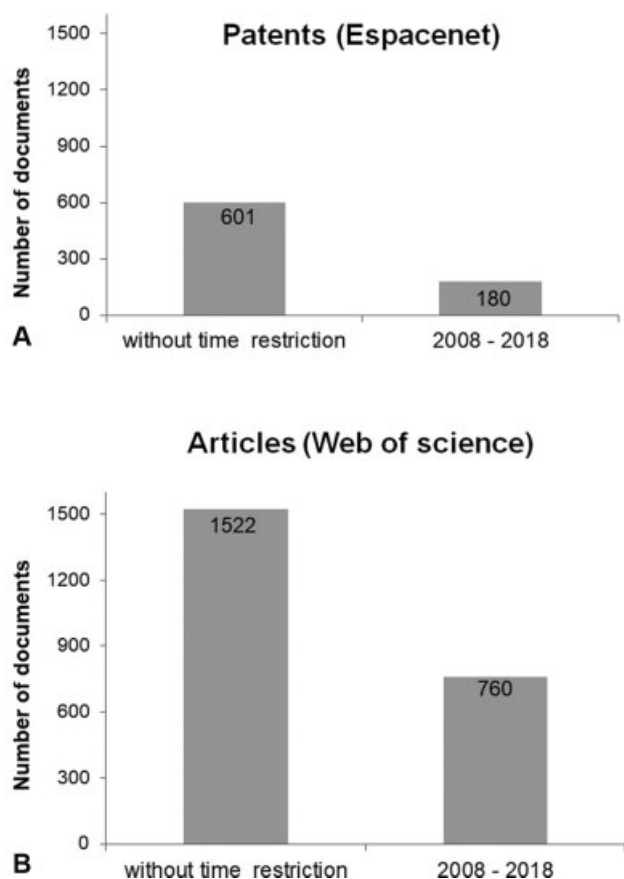 Patents (Espacenet)
Number of documents
1500
1200
900
600
300
0
601
180
without time restriction
2008 - 2018
A
Articles (Web of science)
Number of documents
1500
1200
900
600
300
0
1522
760
without time restriction
2008 - 2018
B